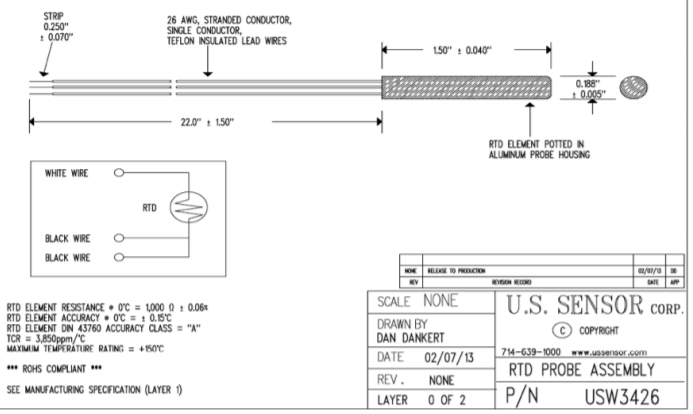 STRIP
0.250"
± 0.070"
26 AWG, STRANDED CONDUCTOR,
SINGLE CONDUCTOR,
TEFLON INSULATED LEAD WIRES
1.50" ± 0.040"
0.188"
± 0.005"
22.0" ± 1.50"
RTD ELEMENT POTTED IN
ALUMINUM PROBE HOUSING
WHITE WIRE
RTD
BLACK WIRE
BLACK WIRE
NONE RELEASE TO PRODUCTION 02/07/13 DD
REV REVISION RECORD DATE APP
RTD ELEMENT RESISTANCE @ 0°C = 1,000 Ω ± 0.06%
RTD ELEMENT ACCURACY @ 0°C = ± 0.15°C
RTD ELEMENT DIN 43760 ACCURACY CLASS = "A"
TCR = 3,850ppm/°C
MAXIMUM TEMPERATURE RATING = +150°C
*** ROHS COMPLIANT ***
SEE MANUFACTURING SPECIFICATION (LAYER 1)
SCALE NONE
DRAWN BY
DAN DANKERT
DATE 02/07/13
REV. NONE
LAYER 0 OF 2
U.S. SENSOR CORP.
C COPYRIGHT
714-639-1000 www.ussensor.com
RTD PROBE ASSEMBLY
P/N USW3426